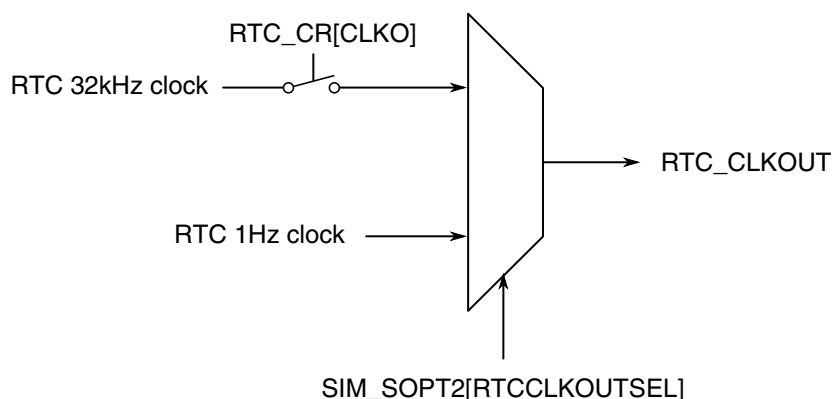 RTC_CR[CLKO]
RTC 32kHz clock
RTC_CLKOUT
RTC 1Hz clock
SIM_SOPT2[RTCCLKOUTSEL]